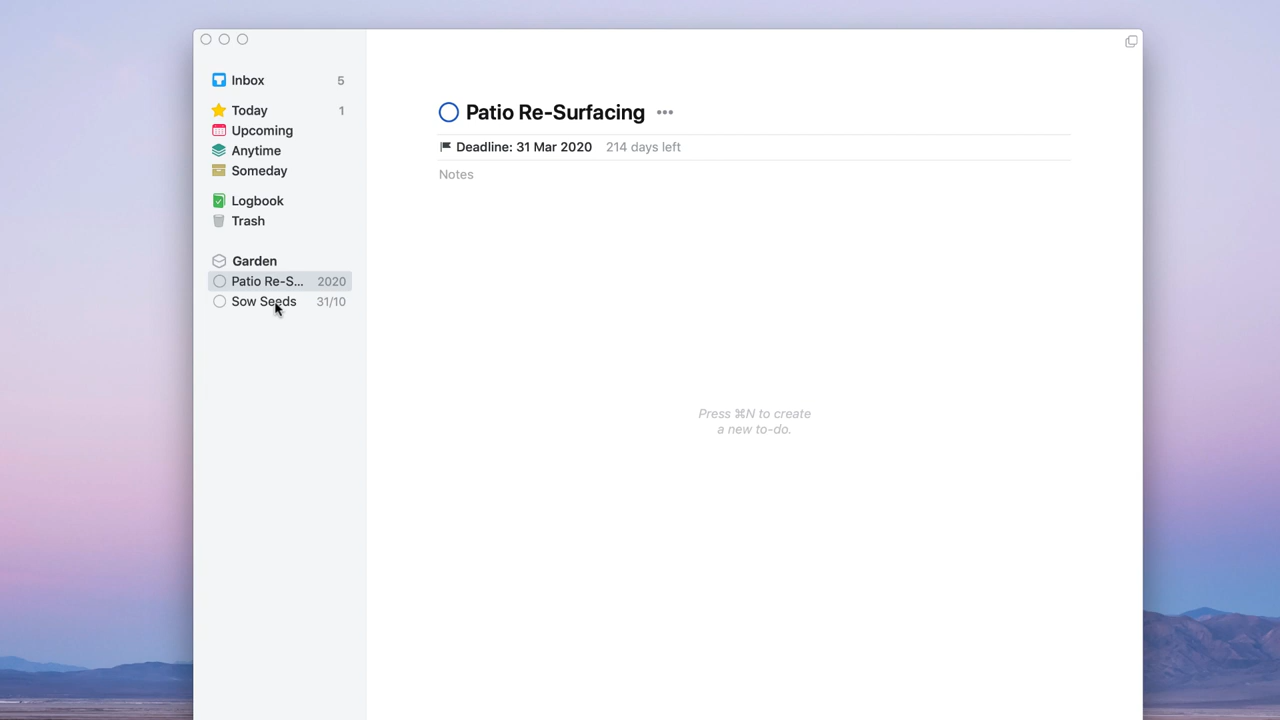 Inbox 5
Today 1
Upcoming
Anytime
Someday
Logbook
Trash
Garden
Patio Re-S... 2020
Sow Seeds 31/10
Patio Re-Surfacing
Deadline: 31 Mar 2020 214 days left
Notes
Press ⌘N to create
a new to-do.